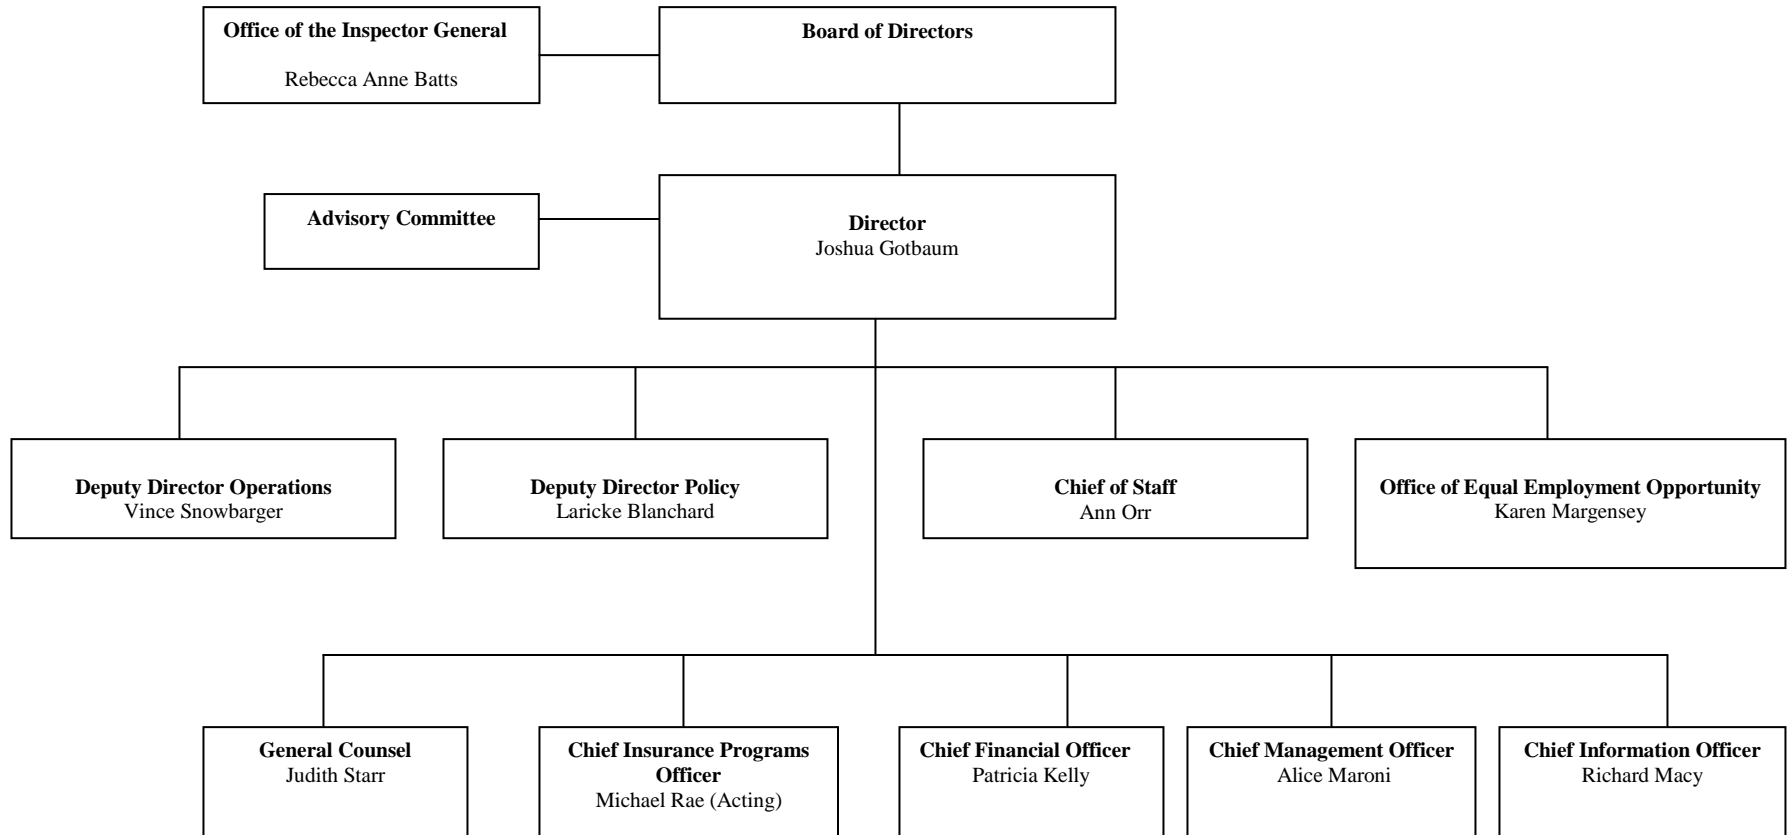 Office of the Inspector General
Rebecca Anne Batts
Board of Directors
Advisory Committee
Director
Joshua Gotbaum
Deputy Director Operations
Vince Snowbarger
Deputy Director Policy
Laricke Blanchard
Chief of Staff
Ann Orr
Office of Equal Employment Opportunity
Karen Margensey
General Counsel
Judith Starr
Chief Insurance Programs
Officer
Michael Rae (Acting)
Chief Financial Officer
Patricia Kelly
Chief Management Officer
Alice Maroni
Chief Information Officer
Richard Macy